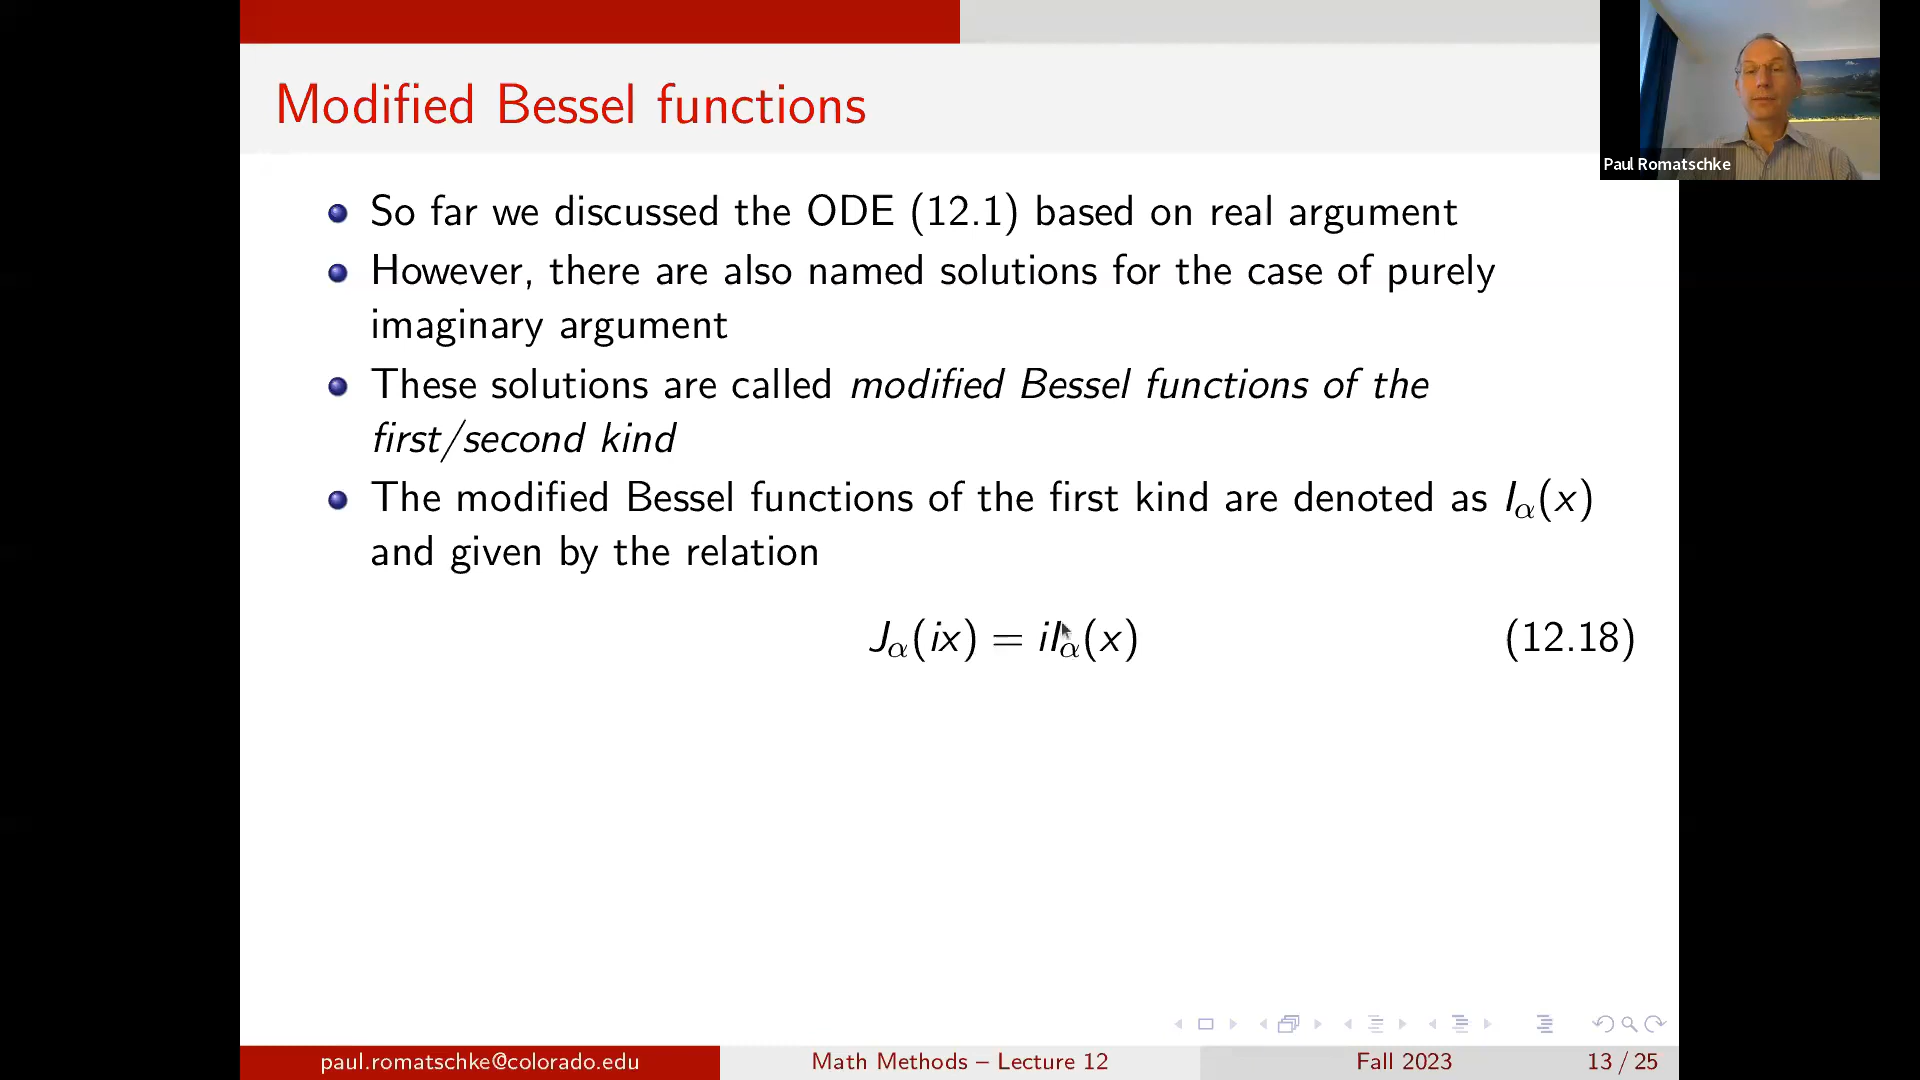 Modified Bessel functions
Paul Romatschke
So far we discussed the ODE (12.1) based on real argument
However, there are also named solutions for the case of purely
imaginary argument
These solutions are called modified Bessel functions of the
first/second kind
The modified Bessel functions of the first kind are denoted as I_α(x)
and given by the relation
J_α(ix) = iI_α(x) (12.18)
paul.romatschke@colorado.edu Math Methods – Lecture 12 Fall 2023 13 / 25